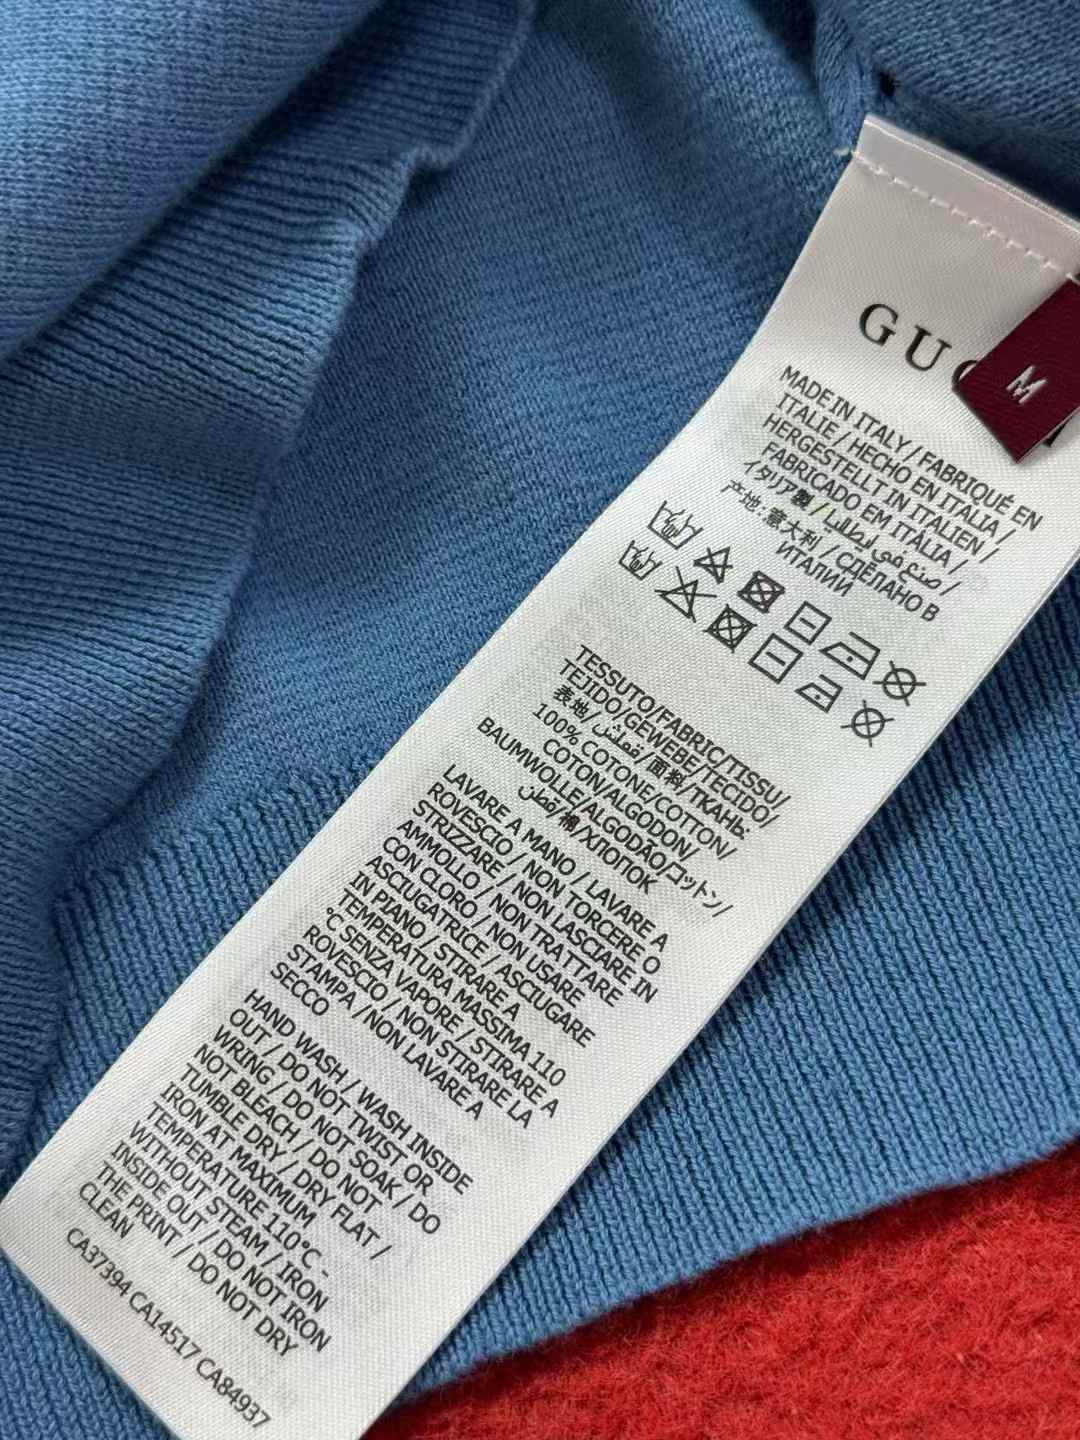 GUC
M
MADE IN ITALY / FABRIQUÉ EN
ITALIE / HECHO EN ITALIA /
HERGESTELLT IN ITALIEN /
FABRICADO EM ITÁLIA /
イタリア製 / صنع في إيطاليا /
产地: 意大利 / СДЕЛАНО В
ИТАЛИИ
TESSUTO/FABRIC/TISSU/
TEJIDO/GEWEBE/TECIDO/
表地/قماش/面料/ТКАНЬ:
100% COTONE/COTTON/
COTON/ALGODON/
BAUMWOLLE/ALGODÃO/コットン/
قطن/棉/ХЛОПОК
LAVARE A MANO / LAVARE A
ROVESCIO / NON TORCERE O
STRIZZARE / NON LASCIARE IN
AMMOLLO / NON TRATTARE
CON CLORO / NON USARE
ASCIUGATRICE / ASCIUGARE
IN PIANO / STIRARE A
TEMPERATURA MASSIMA 110
°C SENZA VAPORE / STIRARE A
ROVESCIO / NON STIRARE LA
STAMPA / NON LAVARE A
SECCO
HAND WASH / WASH INSIDE
OUT / DO NOT TWIST OR
WRING / DO NOT SOAK / DO
NOT BLEACH / DO NOT
TUMBLE DRY / DRY FLAT /
IRON AT MAXIMUM
TEMPERATURE 110°C -
WITHOUT STEAM / IRON
INSIDE OUT / DO NOT IRON
THE PRINT / DO NOT DRY
CLEAN
CA37394 CA14517 CA84937